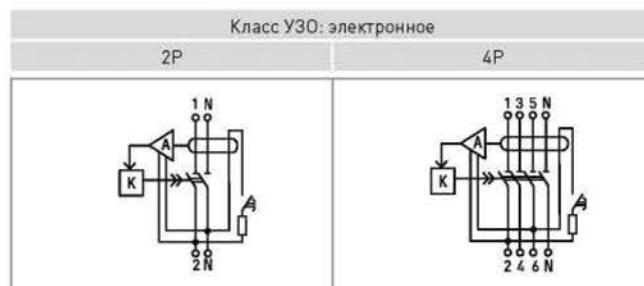 Класс УЗО: электронное
2P 4P
1 N 1 3 5 N
A A
K K
2 N 2 4 6 N